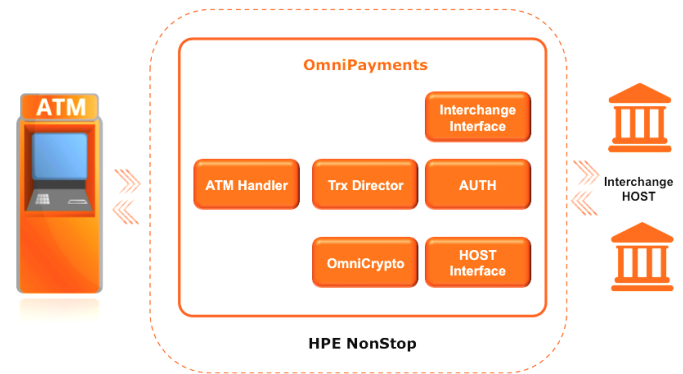 OmniPayments
ATM
Interchange
Interface
ATM Handler
Trx Director
AUTH
Interchange
HOST
OmniCrypto
HOST
Interface
HPE NonStop